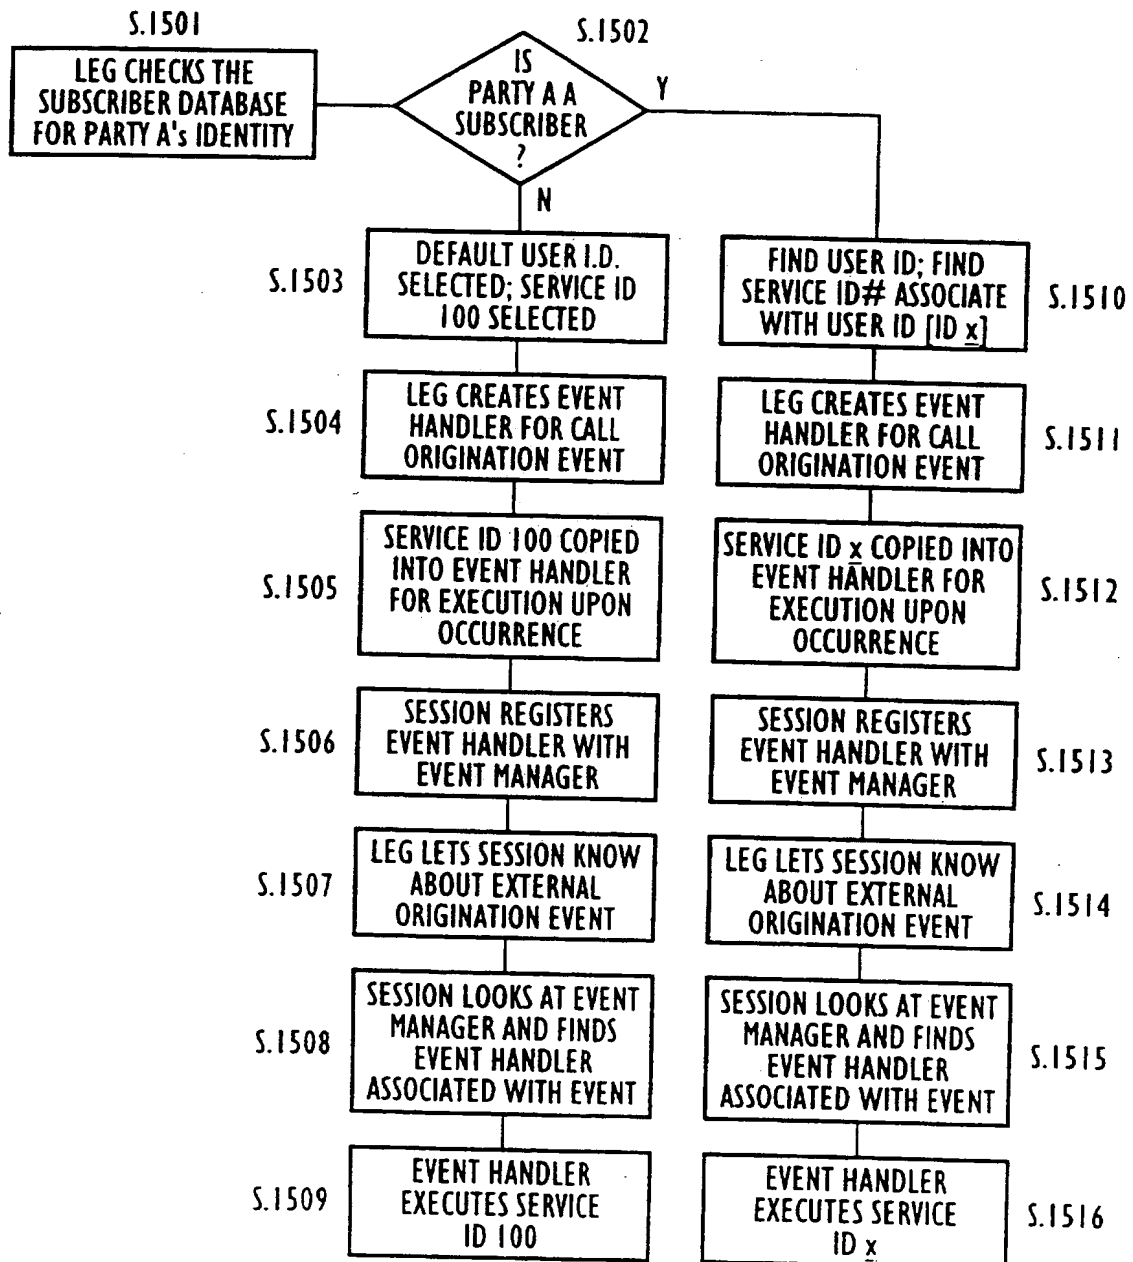 S.1501
LEG CHECKS THE
SUBSCRIBER DATABASE
FOR PARTY A's IDENTITY
S.1502
IS
PARTY A A
SUBSCRIBER
?
Y
N
S.1503
DEFAULT USER I.D.
SELECTED; SERVICE ID
100 SELECTED
S.1504
LEG CREATES EVENT
HANDLER FOR CALL
ORIGINATION EVENT
S.1505
SERVICE ID 100 COPIED
INTO EVENT HANDLER
FOR EXECUTION UPON
OCCURRENCE
S.1506
SESSION REGISTERS
EVENT HANDLER WITH
EVENT MANAGER
S.1507
LEG LETS SESSION KNOW
ABOUT EXTERNAL
ORIGINATION EVENT
S.1508
SESSION LOOKS AT EVENT
MANAGER AND FINDS
EVENT HANDLER
ASSOCIATED WITH EVENT
S.1509
EVENT HANDLER
EXECUTES SERVICE
ID 100
FIND USER ID; FIND
SERVICE ID# ASSOCIATE
WITH USER ID [ID x]
S.1510
LEG CREATES EVENT
HANDLER FOR CALL
ORIGINATION EVENT
S.1511
SERVICE ID x COPIED INTO
EVENT HANDLER FOR
EXECUTION UPON
OCCURRENCE
S.1512
SESSION REGISTERS
EVENT HANDLER WITH
EVENT MANAGER
S.1513
LEG LETS SESSION KNOW
ABOUT EXTERNAL
ORIGINATION EVENT
S.1514
SESSION LOOKS AT EVENT
MANAGER AND FINDS
EVENT HANDLER
ASSOCIATED WITH EVENT
S.1515
EVENT HANDLER
EXECUTES SERVICE
ID x
S.1516